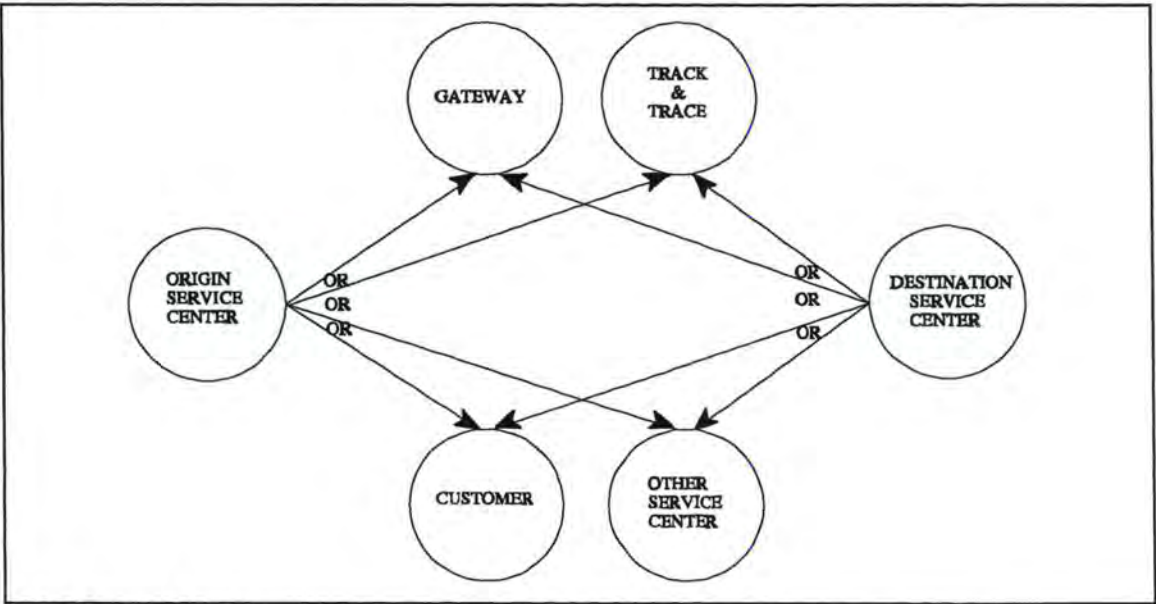 GATEWAY
TRACK
&
TRACE
ORIGIN
SERVICE
CENTER
OR
OR
OR
OR
OR
OR
DESTINATION
SERVICE
CENTER
CUSTOMER
OTHER
SERVICE
CENTER